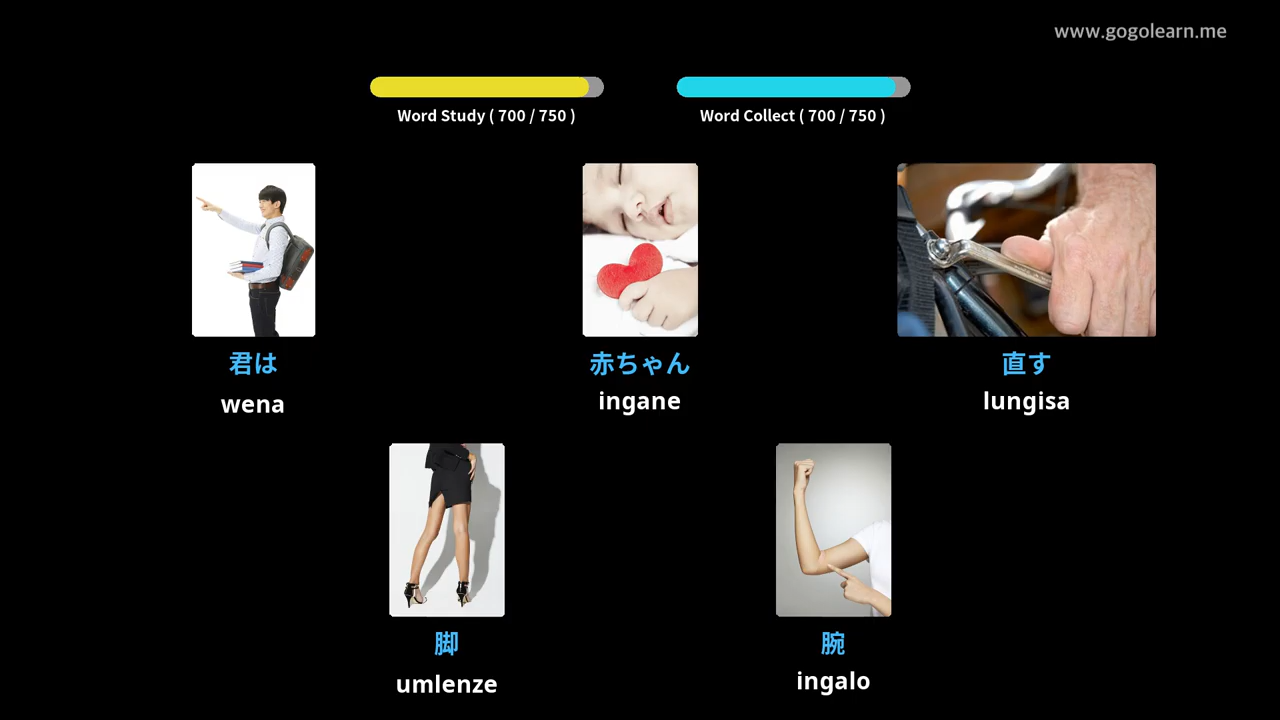 www.gogolearn.me
Word Study ( 700 / 750 )
Word Collect ( 700 / 750 )
君は
wena
赤ちゃん
ingane
直す
lungisa
脚
umlenze
腕
ingalo